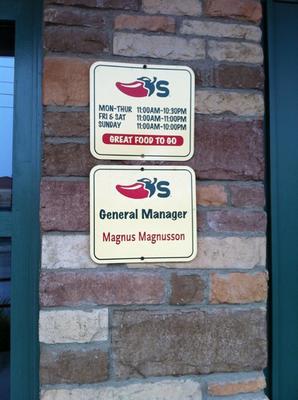 'S
MON-THUR 11:00AM-10:30PM
FRI & SAT 11:00AM-11:00PM
SUNDAY 11:00AM-10:00PM
GREAT FOOD TO GO
'S
General Manager
Magnus Magnusson